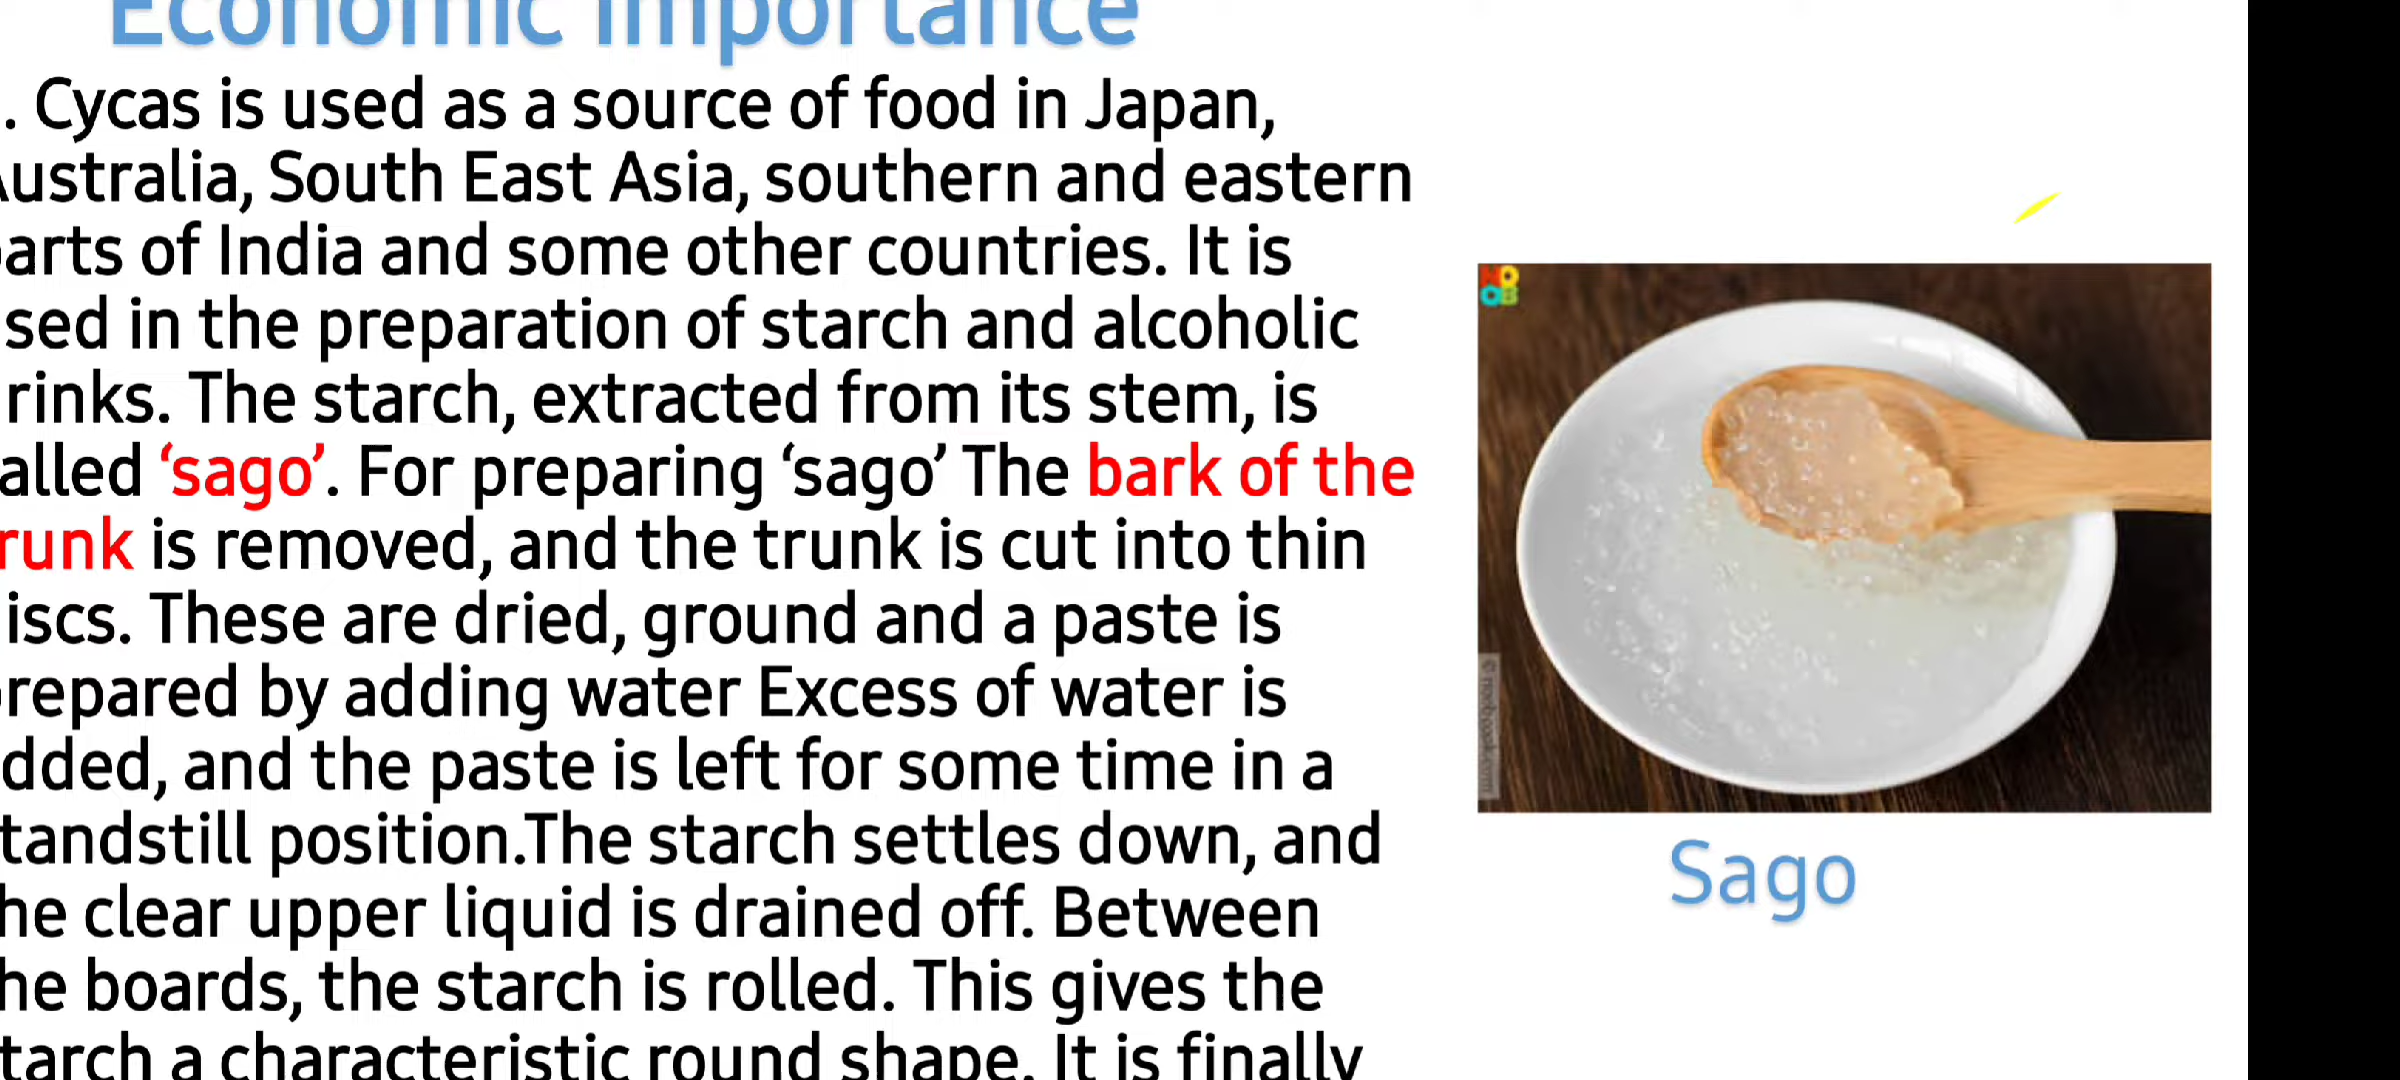 Economic Importance
. Cycas is used as a source of food in Japan,
Australia, South East Asia, southern and eastern
parts of India and some other countries. It is
sed in the preparation of starch and alcoholic
rinks. The starch, extracted from its stem, is
alled ‘sago’. For preparing ‘sago’ The bark of the
runk is removed, and the trunk is cut into thin
iscs. These are dried, ground and a paste is
prepared by adding water Excess of water is
dded, and the paste is left for some time in a
tandstill position.The starch settles down, and
he clear upper liquid is drained off. Between
he boards, the starch is rolled. This gives the
tarch a characteristic round shape. It is finally
NOOB
Sago